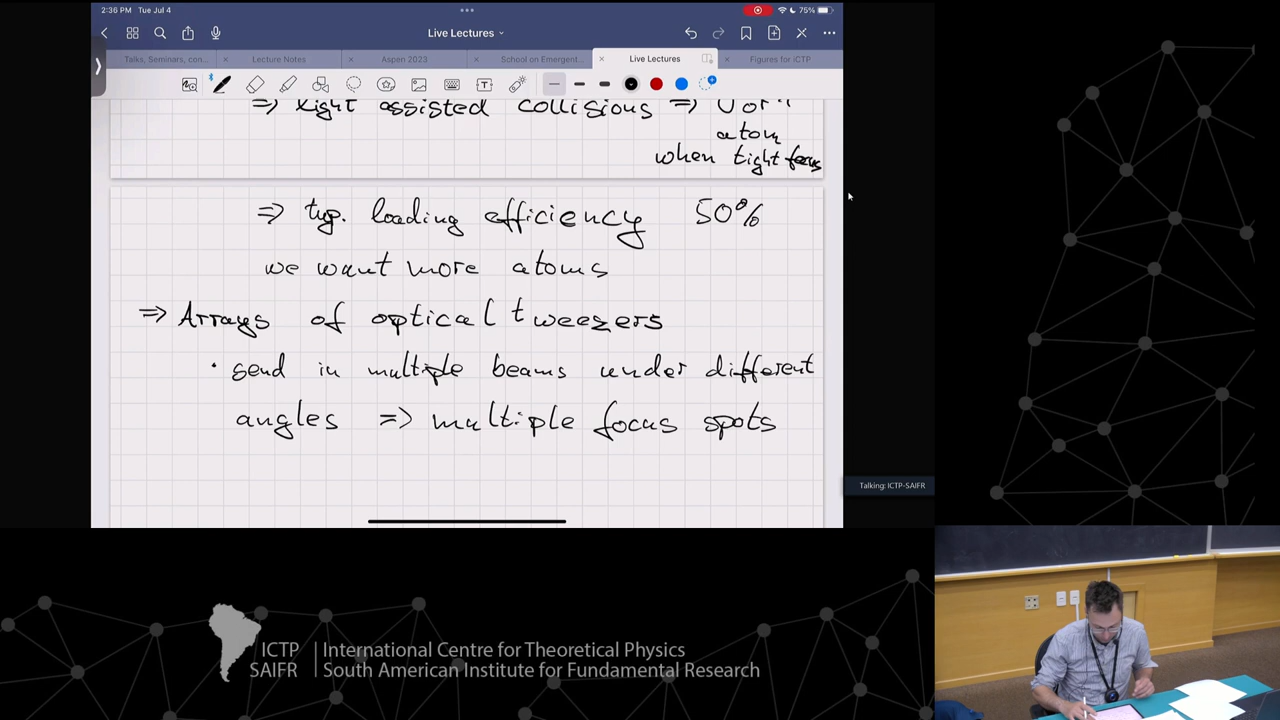 2:36 PM Tue Jul 4
75%
Live Lectures
Talks, Seminars, con...
Lecture Notes
Aspen 2023
School on Emergent...
Live Lectures
Figures for iCTP
=> light assisted collisions => 0 or 1
atom
when tight focus
=> typ. loading efficiency 50%
we want more atoms
=> Arrays of optical tweezers
· send in multiple beams under different
angles => multiple focus spots
Talking: ICTP-SAIFR
ICTP
SAIFR
International Centre for Theoretical Physics
South American Institute for Fundamental Research